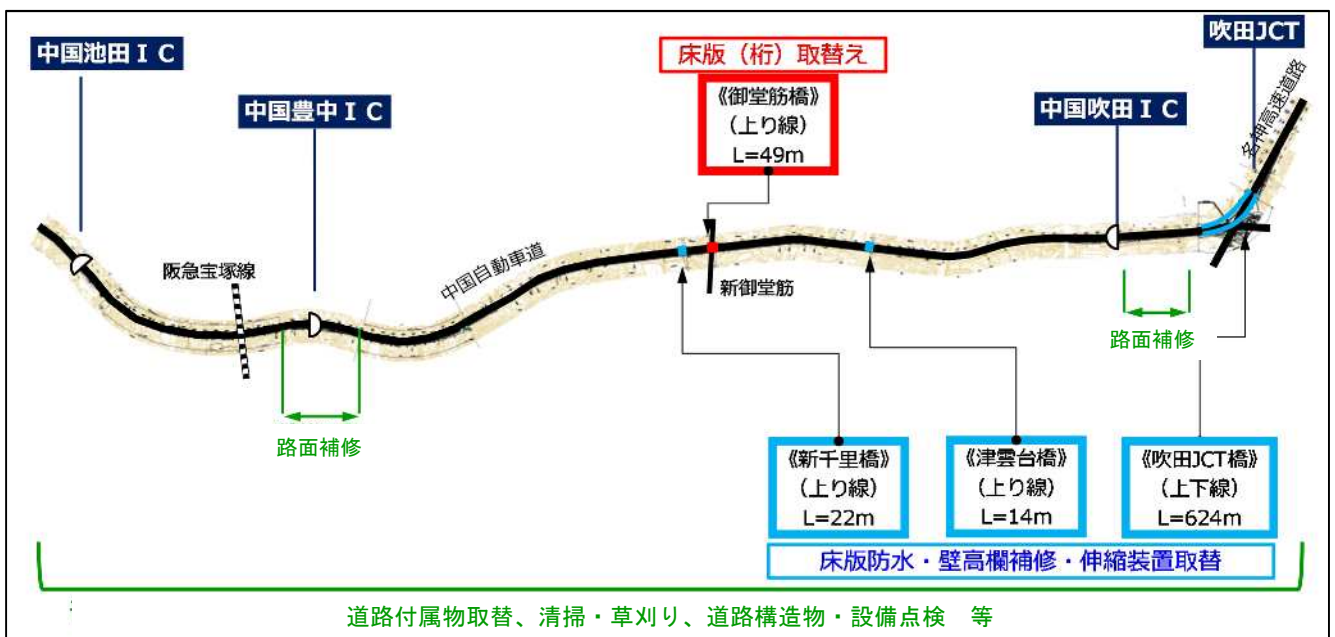 中国池田ＩＣ
中国豊中ＩＣ
床版（桁）取替え
《御堂筋橋》
（上り線）
L=49m
中国吹田ＩＣ
吹田JCT
名神高速道路
阪急宝塚線
中国自動車道
新御堂筋
路面補修
路面補修
《新千里橋》
（上り線）
L=22m
《津雲台橋》
（上り線）
L=14m
《吹田JCT橋》
（上下線）
L=624m
床版防水・壁高欄補修・伸縮装置取替
道路付属物取替、清掃・草刈り、道路構造物・設備点検　等